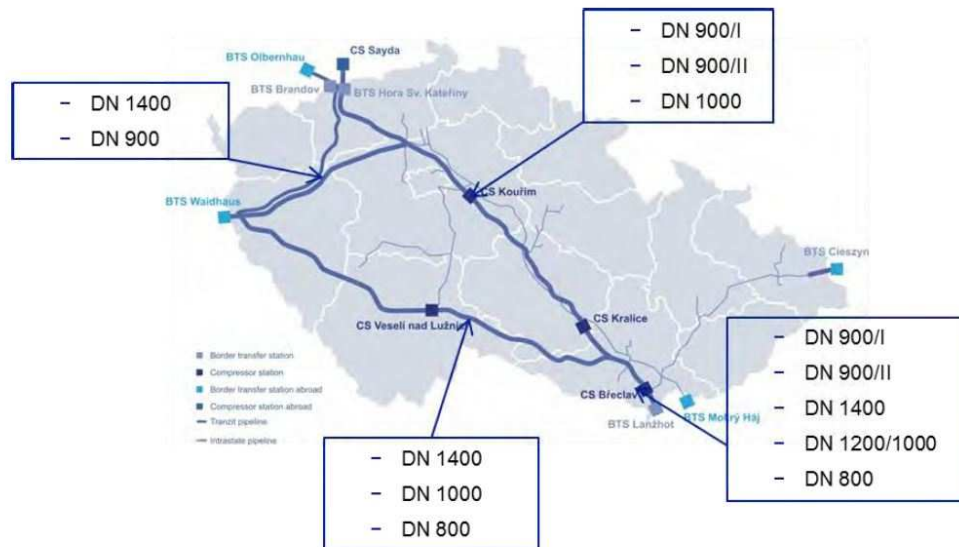 - DN 900/I
- DN 900/II
- DN 1000
CS Sayda
BTS Olbernhau
BTS Brandov
BTS Hora Sv. Kateřiny
- DN 1400
- DN 900
CS Kouřim
BTS Waidhaus
BTS Cieszyn
CS Veselí nad Lužnicí
CS Kralice
- DN 900/I
- DN 900/II
- DN 1400
- DN 1200/1000
- DN 800
CS Břeclav
BTS Mokrý Háj
BTS Lanžhot
Border transfer station
Compressor station
Border transfer station abroad
Compressor station abroad
Tranzit pipeline
Intrastate pipeline
- DN 1400
- DN 1000
- DN 800